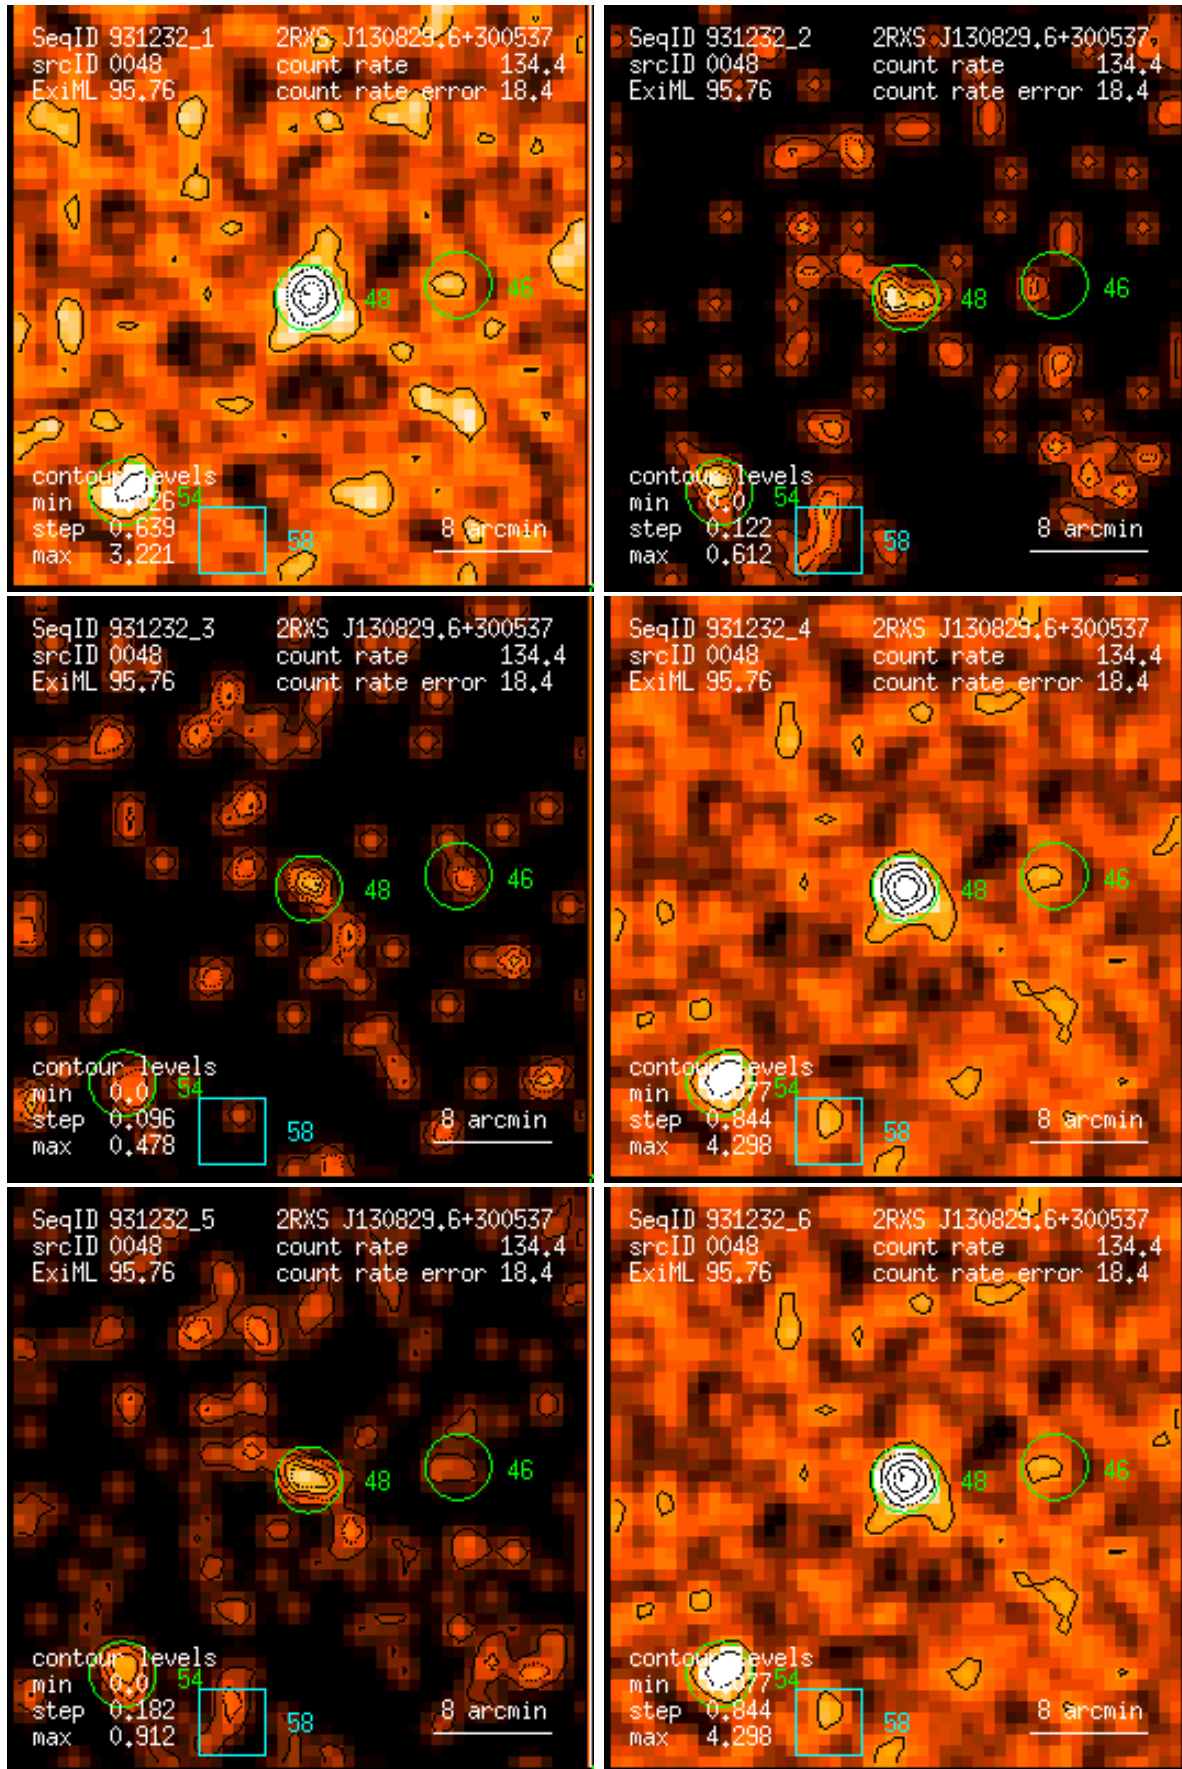 SeqID 931232_1 2RXS J130829.6+300537
srcID 0048 count rate 134.4
ExiML 95.76 count rate error 18.4
48 46
contour levels
min 54
step 0.639 58 8 arcmin
max 3.221
SeqID 931232_2 2RXS J130829.6+300537
srcID 0048 count rate 134.4
ExiML 95.76 count rate error 18.4
48 46
contour levels
min 0.0 54
step 0.122 58 8 arcmin
max 0.612
SeqID 931232_3 2RXS J130829.6+300537
srcID 0048 count rate 134.4
ExiML 95.76 count rate error 18.4
48 46
contour levels
min 0.0 54
step 0.096 58 8 arcmin
max 0.478
SeqID 931232_4 2RXS J130829.6+300537
srcID 0048 count rate 134.4
ExiML 95.76 count rate error 18.4
48 46
contour levels
min 54
step 0.844 58 8 arcmin
max 4.298
SeqID 931232_5 2RXS J130829.6+300537
srcID 0048 count rate 134.4
ExiML 95.76 count rate error 18.4
48 46
contour levels
min 0.0 54
step 0.182 58 8 arcmin
max 0.912
SeqID 931232_6 2RXS J130829.6+300537
srcID 0048 count rate 134.4
ExiML 95.76 count rate error 18.4
48 46
contour levels
min 54
step 0.844 58 8 arcmin
max 4.298